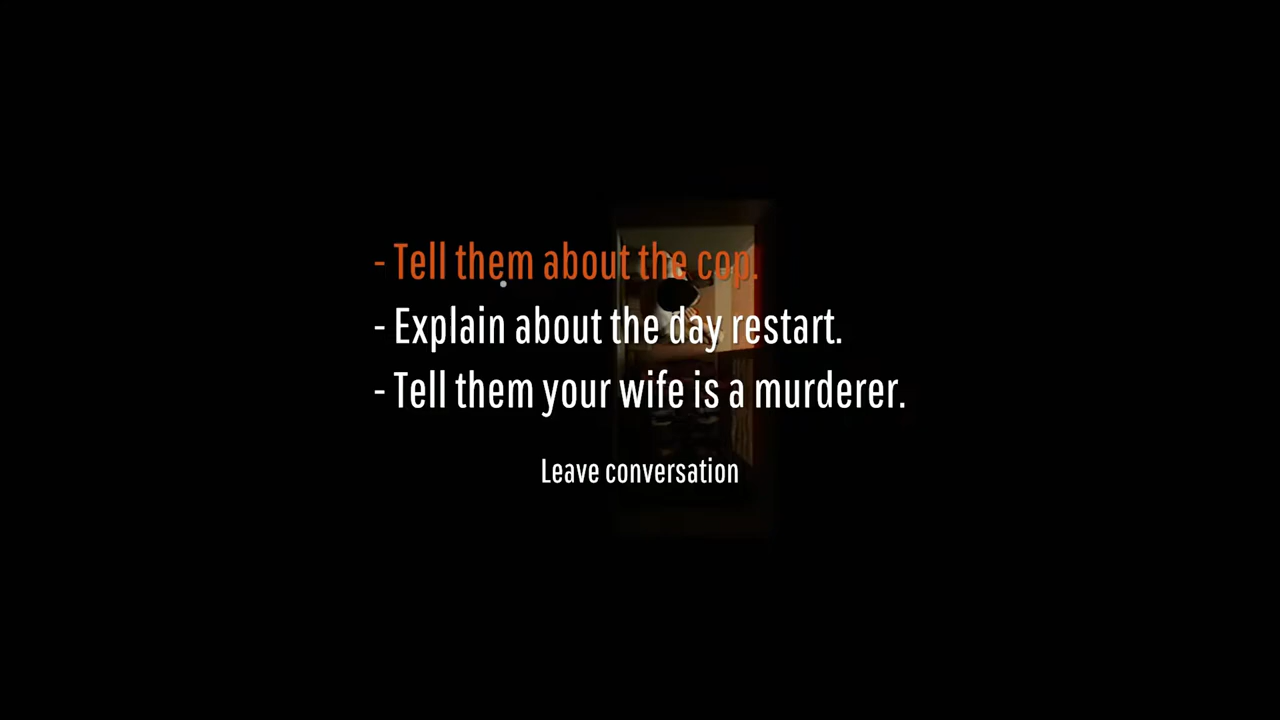 - Tell them about the cop.
- Explain about the day restart.
- Tell them your wife is a murderer.
Leave conversation